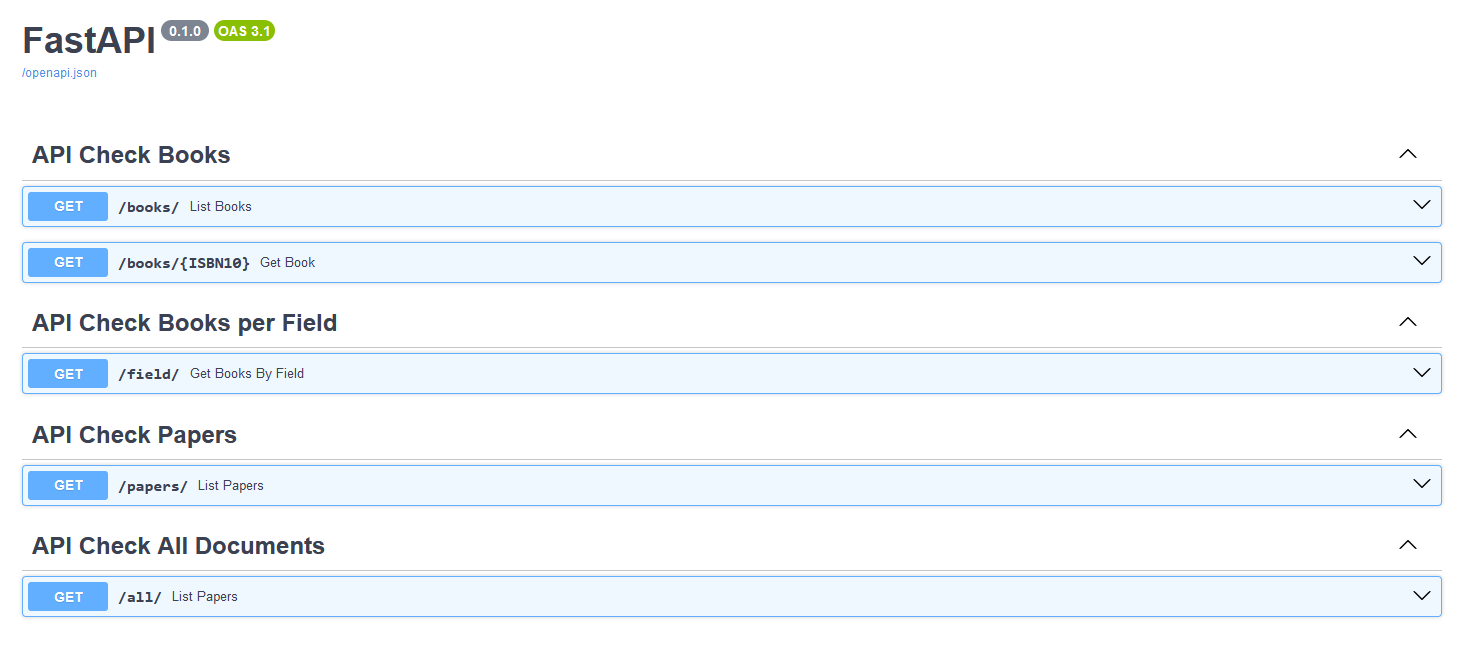 FastAPI 0.1.0 OAS 3.1
/openapi.json
API Check Books
GET /books/ List Books
GET /books/{ISBN10} Get Book
API Check Books per Field
GET /field/ Get Books By Field
API Check Papers
GET /papers/ List Papers
API Check All Documents
GET /all/ List Papers